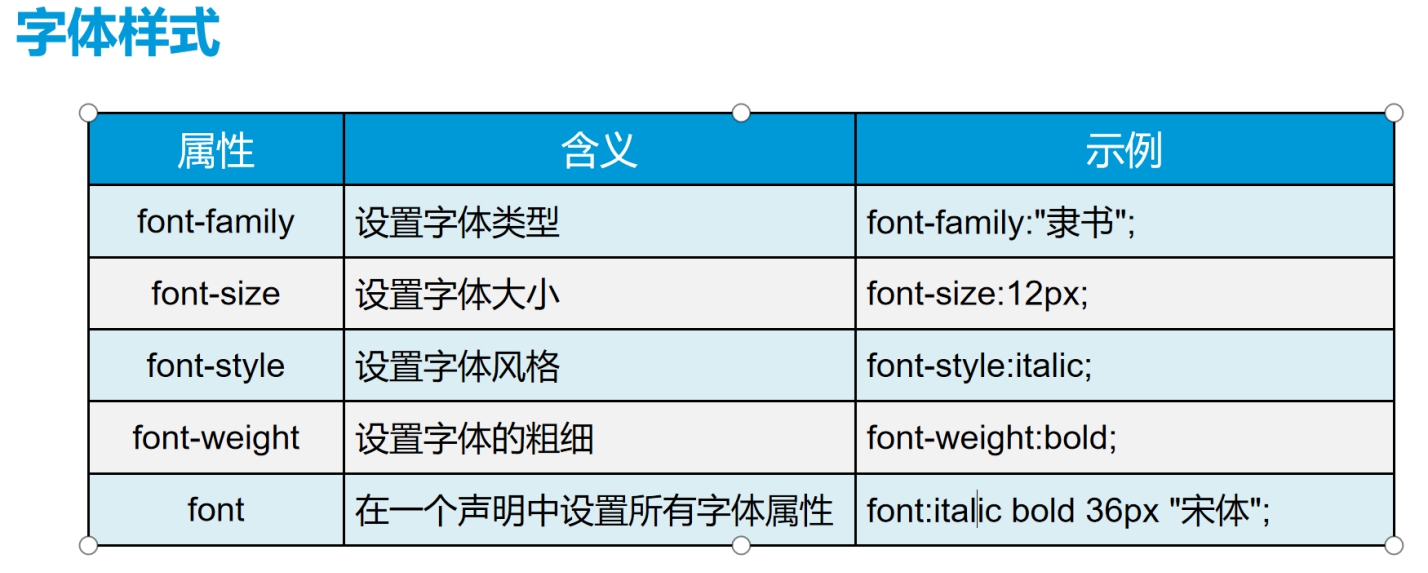 字体样式
属性 含义 示例
font-family 设置字体类型 font-family:"隶书";
font-size 设置字体大小 font-size:12px;
font-style 设置字体风格 font-style:italic;
font-weight 设置字体的粗细 font-weight:bold;
font 在一个声明中设置所有字体属性 font:italic bold 36px "宋体";